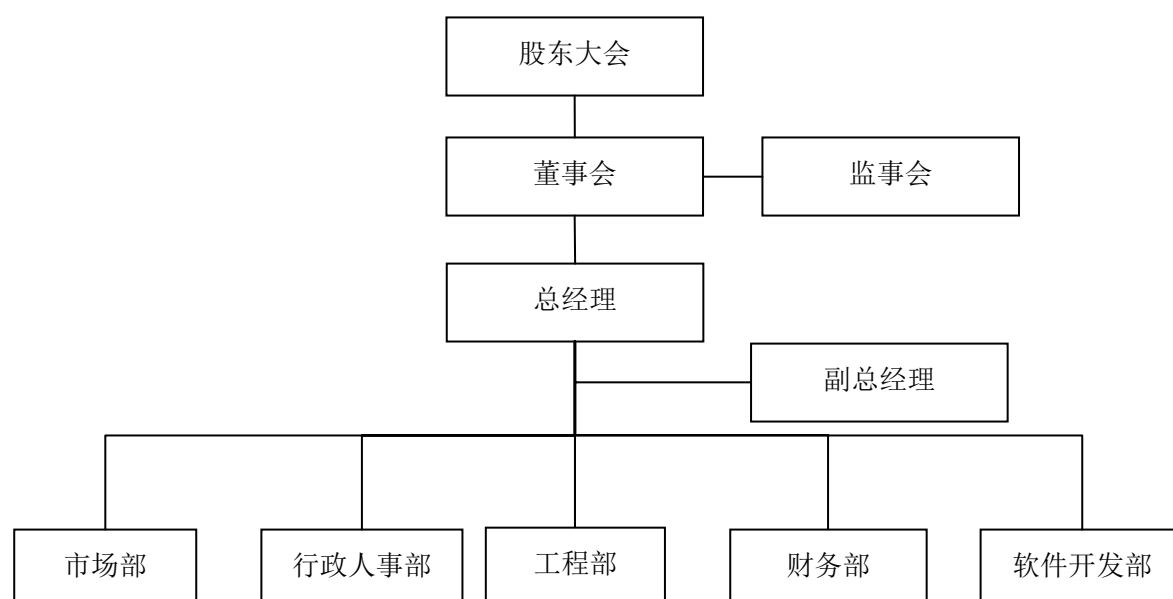 股东大会
董事会
监事会
总经理
副总经理
市场部
行政人事部
工程部
财务部
软件开发部